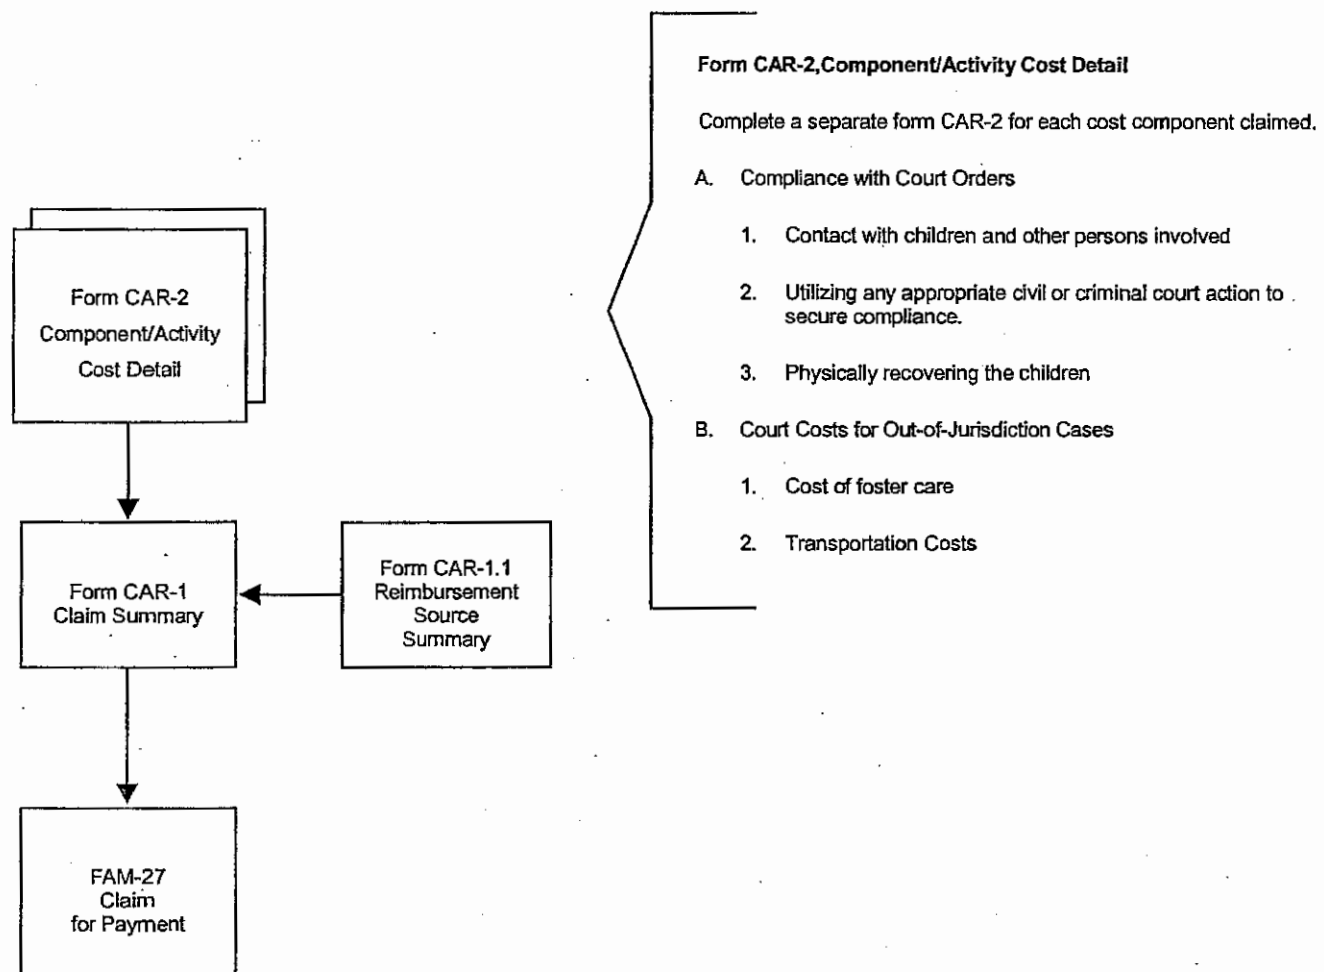 Form CAR-2,Component/Activity Cost Detail
Complete a separate form CAR-2 for each cost component claimed.
A. Compliance with Court Orders
1. Contact with children and other persons involved
2. Utilizing any appropriate civil or criminal court action to
secure compliance.
3. Physically recovering the children
B. Court Costs for Out-of-Jurisdiction Cases
1. Cost of foster care
2. Transportation Costs
Form CAR-2
Component/Activity
Cost Detail
Form CAR-1
Claim Summary
Form CAR-1.1
Reimbursement
Source
Summary
FAM-27
Claim
for Payment